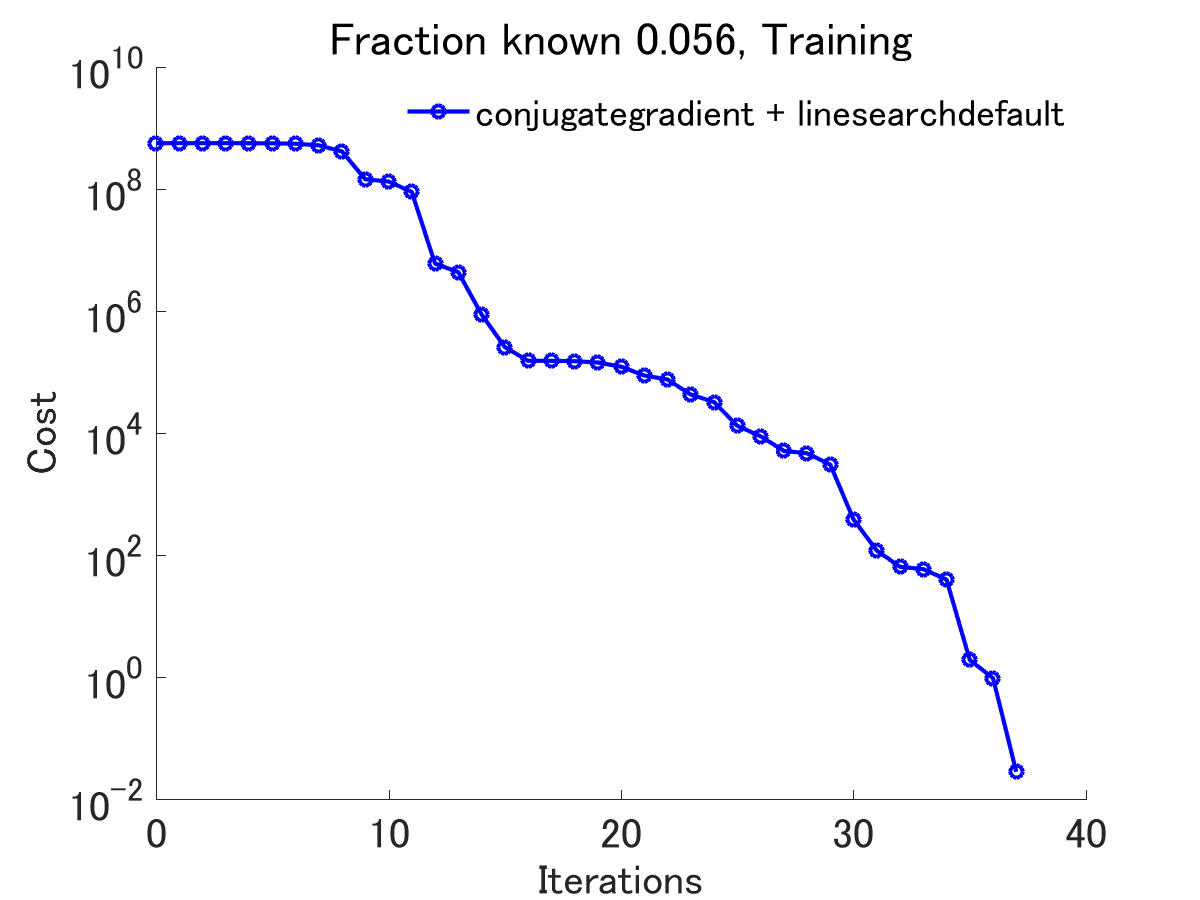 Fraction known 0.056, Training
conjugategradient + linesearchdefault
10^10
10^8
10^6
10^4
10^2
10^0
10^-2
Cost
0 10 20 30 40
Iterations